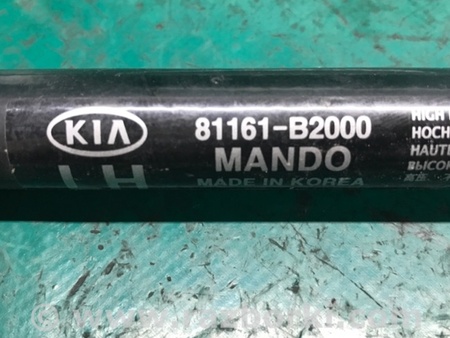 KIA
81161-B2000
MANDO
LH
MADE IN KOREA
HIGH
HOCH
HAUTE
ВЫСОК